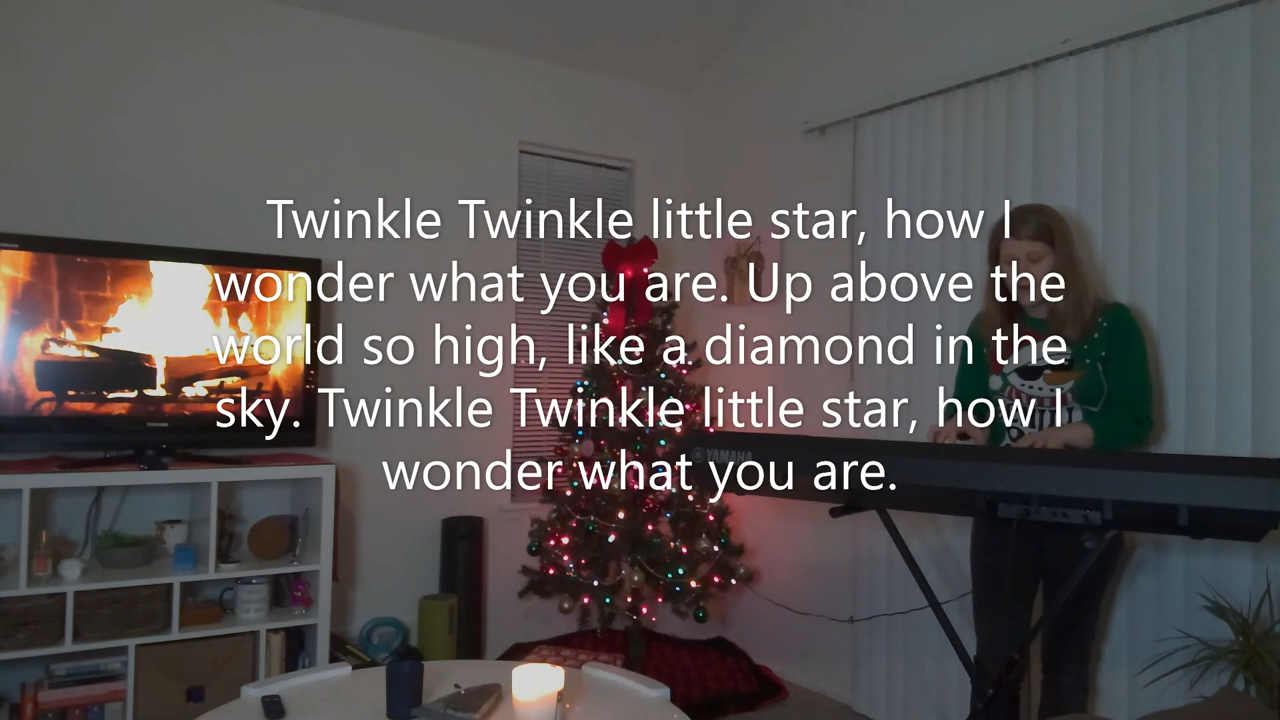 Twinkle Twinkle little star, how I
wonder what you are. Up above the
world so high, like a diamond in the
sky. Twinkle Twinkle little star, how I
wonder what you are.
YAMAHA